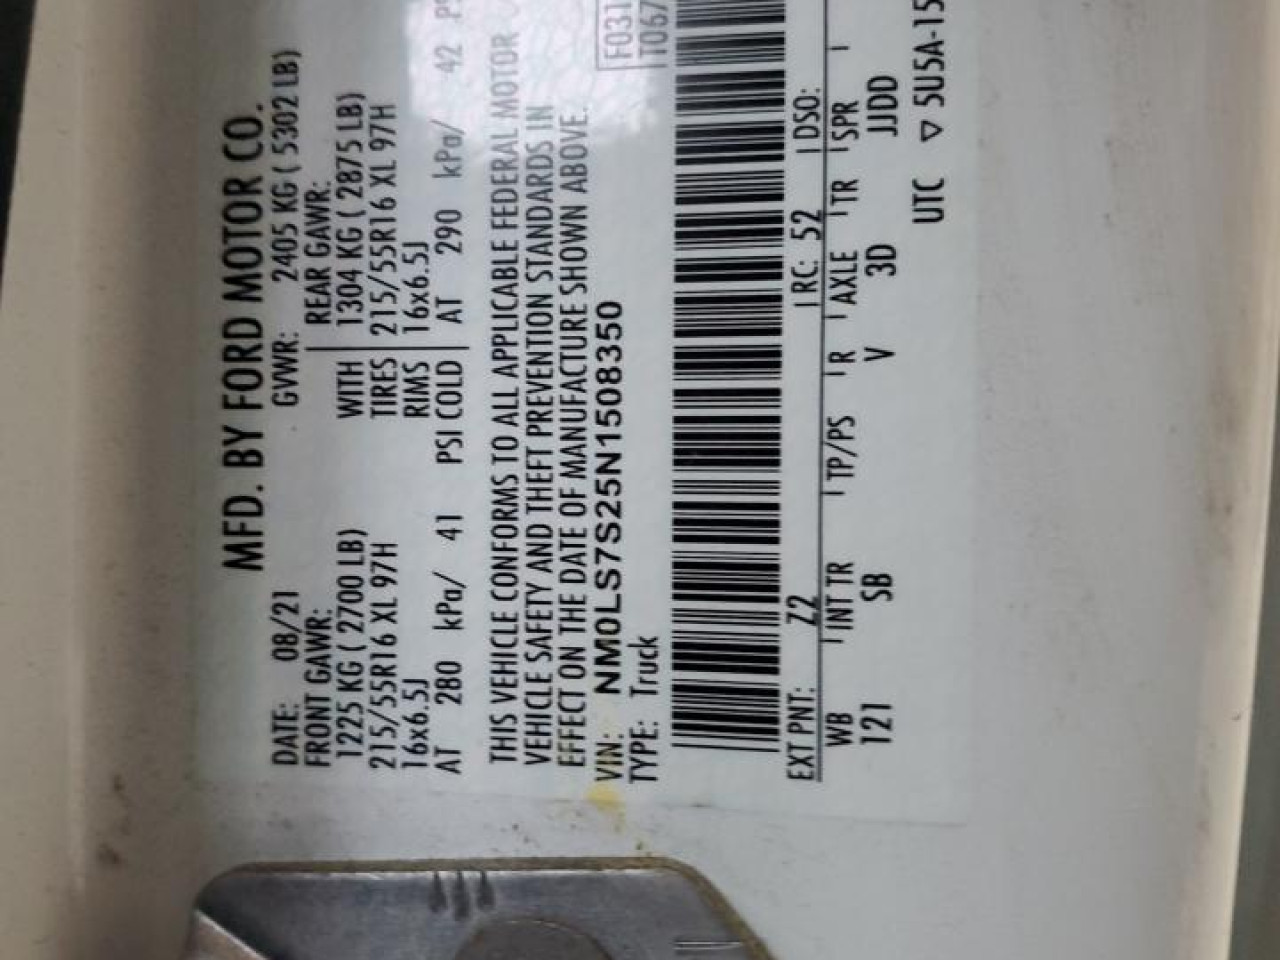 MFD. BY FORD MOTOR CO.
DATE: 08/21 GVWR: 2405 KG ( 5302 LB)
FRONT GAWR: REAR GAWR:
1225 KG ( 2700 LB) WITH 1304 KG ( 2875 LB)
215/55R16 XL 97H TIRES 215/55R16 XL 97H
16x6.5J RIMS 16x6.5J
AT 280 kPa/ 41 PSI COLD AT 290 kPa/ 42
THIS VEHICLE CONFORMS TO ALL APPLICABLE FEDERAL MOTOR
VEHICLE SAFETY AND THEFT PREVENTION STANDARDS IN
EFFECT ON THE DATE OF MANUFACTURE SHOWN ABOVE.
VIN: NM0LS7S25N1508350
TYPE: Truck
F031
T067
EXT PNT: Z2 RC: 52 DSO:
WB INT TR TP/PS R AXLE TR SPR
121 SB V 3D JJDD
UTC ▽ 5U5A-15